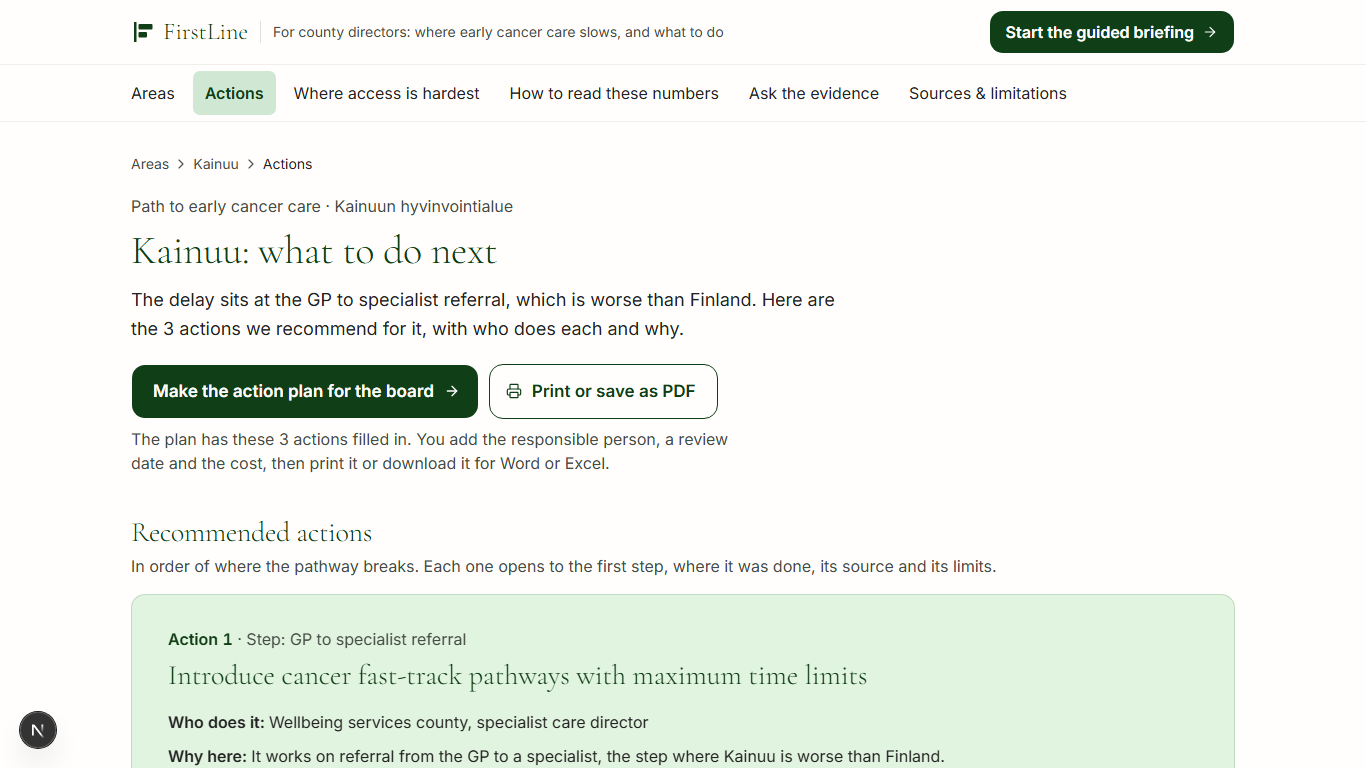 FirstLine
For county directors: where early cancer care slows, and what to do
Start the guided briefing →
Areas
Actions
Where access is hardest
How to read these numbers
Ask the evidence
Sources & limitations
Areas > Kainuu > Actions
Path to early cancer care · Kainuun hyvinvointialue
Kainuu: what to do next
The delay sits at the GP to specialist referral, which is worse than Finland. Here are
the 3 actions we recommend for it, with who does each and why.
Make the action plan for the board →
Print or save as PDF
The plan has these 3 actions filled in. You add the responsible person, a review
date and the cost, then print it or download it for Word or Excel.
Recommended actions
In order of where the pathway breaks. Each one opens to the first step, where it was done, its source and its limits.
Action 1 · Step: GP to specialist referral
Introduce cancer fast-track pathways with maximum time limits
Who does it: Wellbeing services county, specialist care director
Why here: It works on referral from the GP to a specialist, the step where Kainuu is worse than Finland.
N